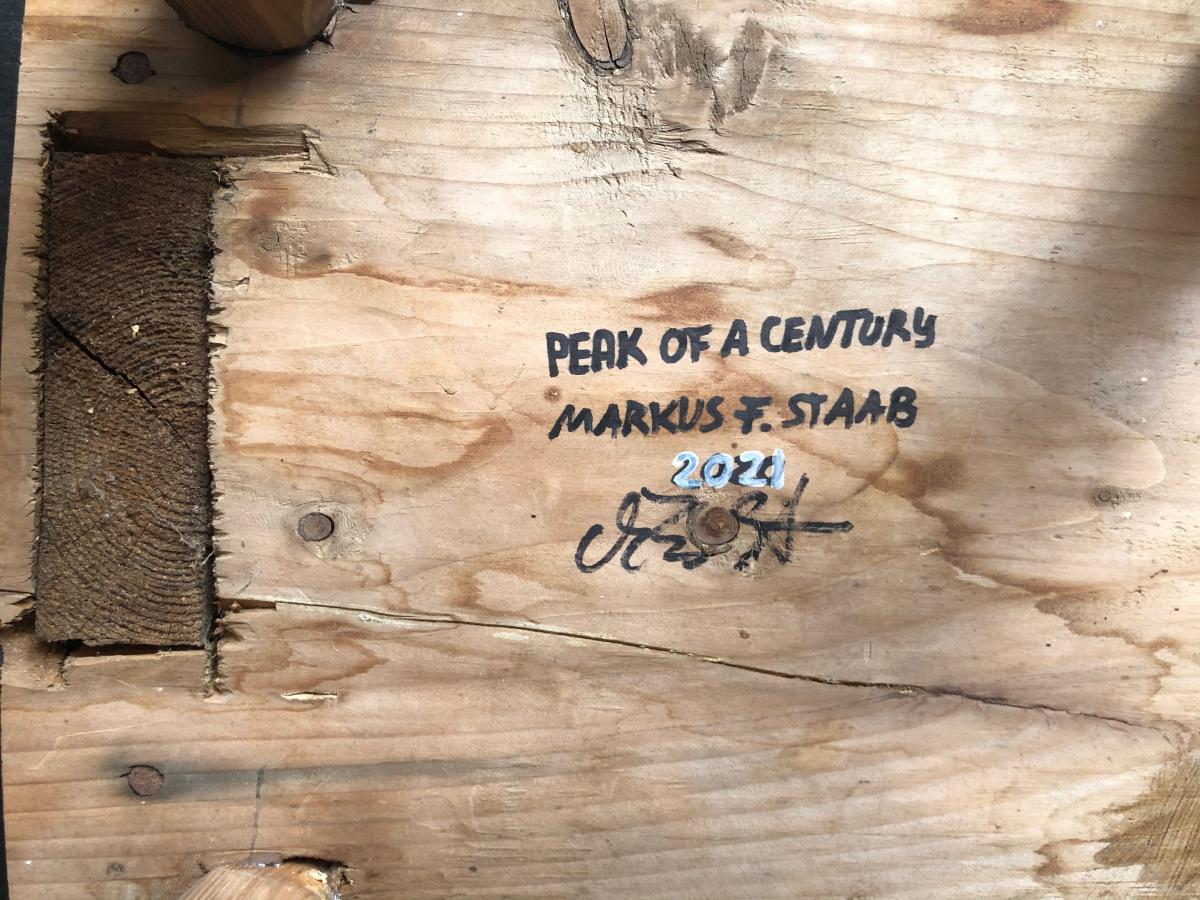 PEAK OF A CENTURY
MARKUS F. STAAB
2021